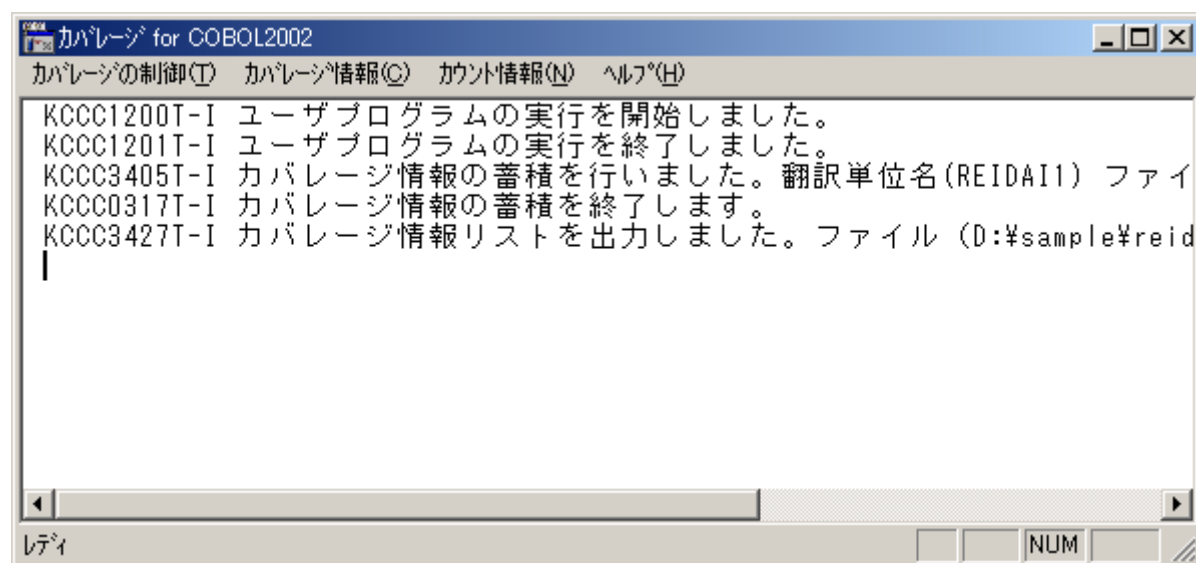 カバレージ for COBOL2002
カバレージの制御(T) カバレージ情報(C) カウント情報(N) ヘルプ(H)
KCCC1200T-I ユーザプログラムの実行を開始しました。
KCCC1201T-I ユーザプログラムの実行を終了しました。
KCCC3405T-I カバレージ情報の蓄積を行いました。翻訳単位名(REIDAI1) ファイ
KCCC0317T-I カバレージ情報の蓄積を終了します。
KCCC3427T-I カバレージ情報リストを出力しました。ファイル (D:¥sample¥reid
レディ NUM